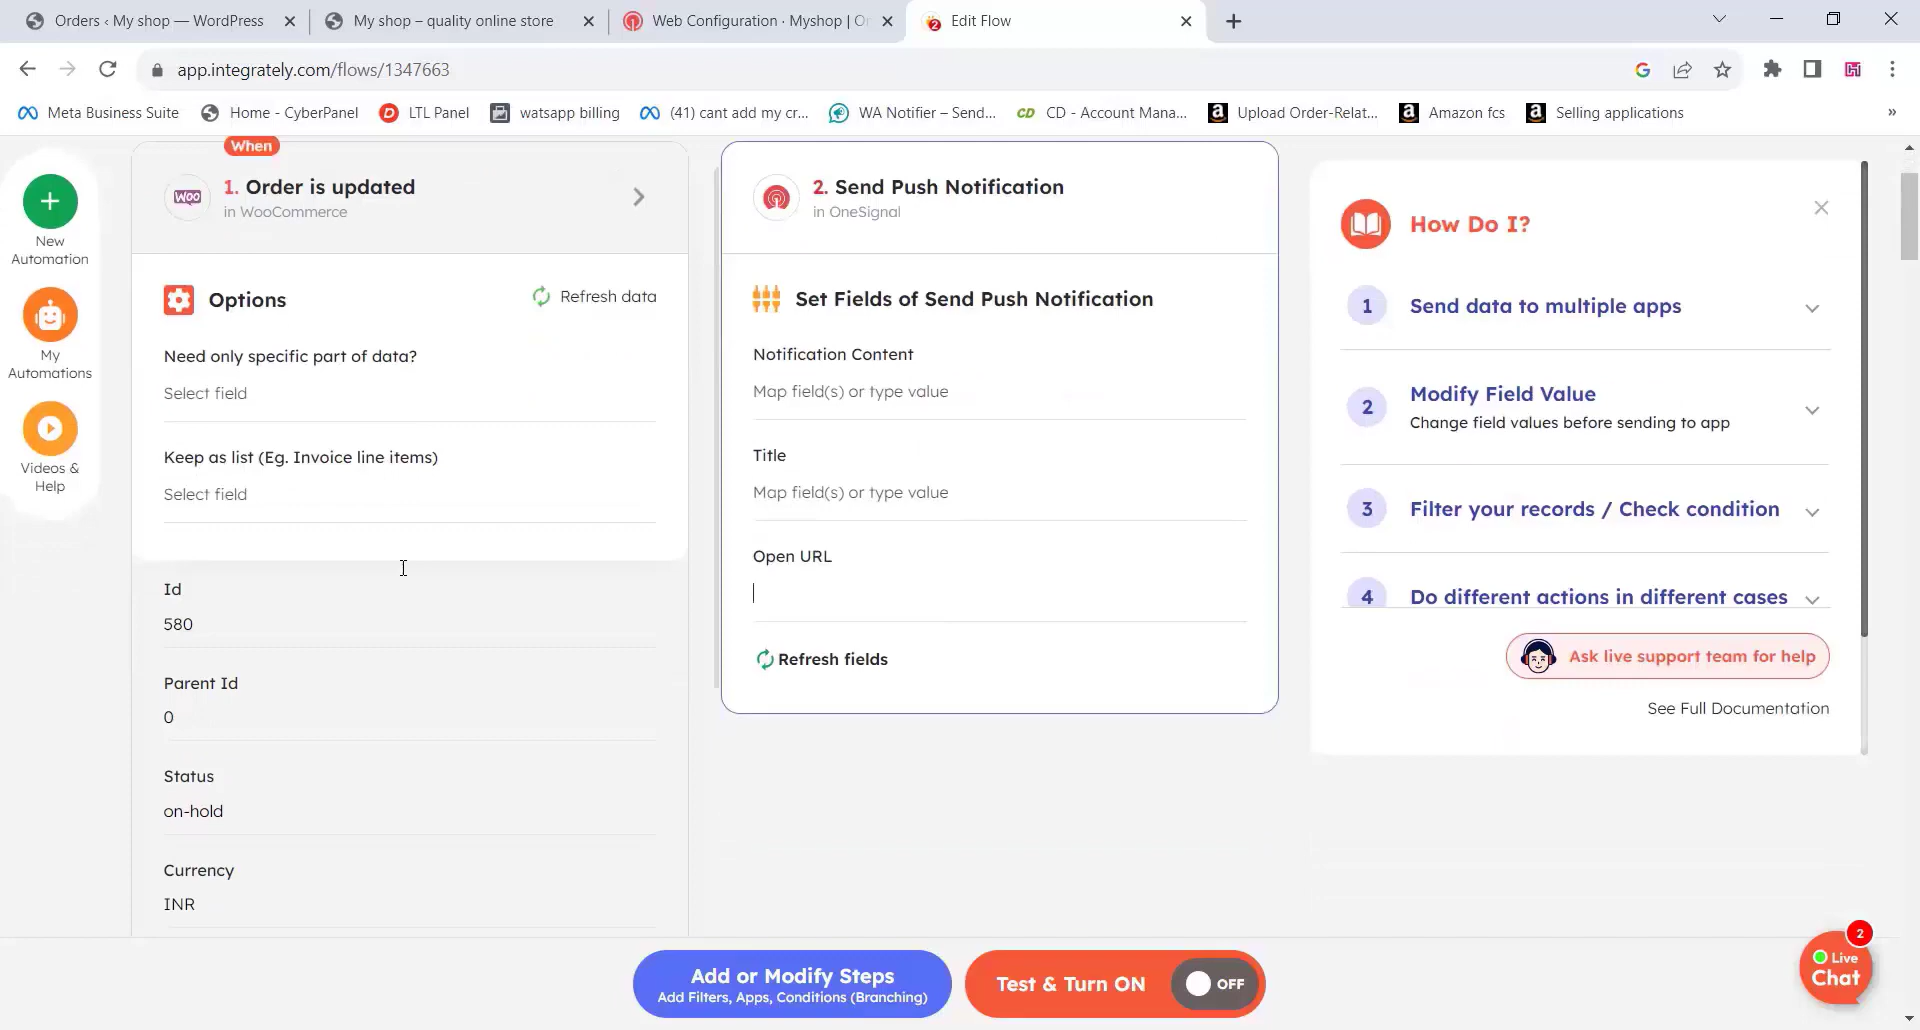 Orders ‹ My shop — WordPress
My shop – quality online store
Web Configuration · Myshop | O
Edit Flow
app.integrately.com/flows/1347663
Meta Business Suite
Home - CyberPanel
LTL Panel
watsapp billing
(41) cant add my cr...
WA Notifier – Send...
CD - Account Mana...
Upload Order-Relat...
Amazon fcs
Selling applications
»
New
Automation
My
Automations
Videos &
Help
When
WOO
1. Order is updated
in WooCommerce
Options
Refresh data
Need only specific part of data?
Select field
Keep as list (Eg. Invoice line items)
Select field
Id
580
Parent Id
0
Status
on-hold
Currency
INR
2. Send Push Notification
in OneSignal
Set Fields of Send Push Notification
Notification Content
Map field(s) or type value
Title
Map field(s) or type value
Open URL
Refresh fields
How Do I?
1 Send data to multiple apps
2 Modify Field Value
Change field values before sending to app
3 Filter your records / Check condition
4 Do different actions in different cases
Ask live support team for help
See Full Documentation
Add or Modify Steps
Add Filters, Apps, Conditions (Branching)
Test & Turn ON
OFF
2
Live
Chat